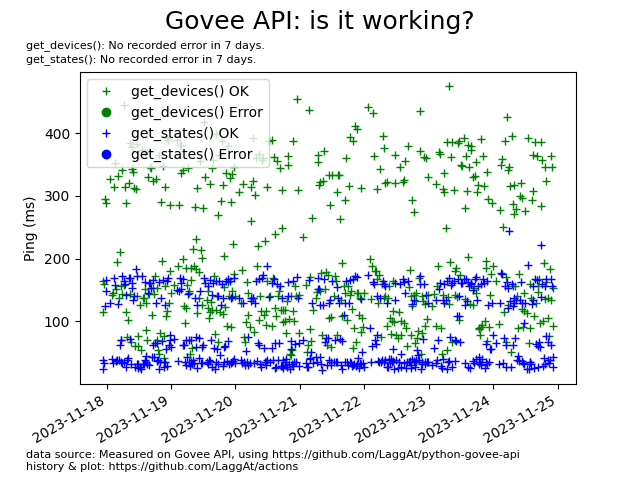 Govee API: is it working?
get_devices(): No recorded error in 7 days.
get_states(): No recorded error in 7 days.
get_devices() OK
get_devices() Error
get_states() OK
get_states() Error
Ping (ms)
400
300
200
100
2023-11-18
2023-11-19
2023-11-20
2023-11-21
2023-11-22
2023-11-23
2023-11-24
2023-11-25
data source: Measured on Govee API, using https://github.com/LaggAt/python-govee-api
history & plot: https://github.com/LaggAt/actions